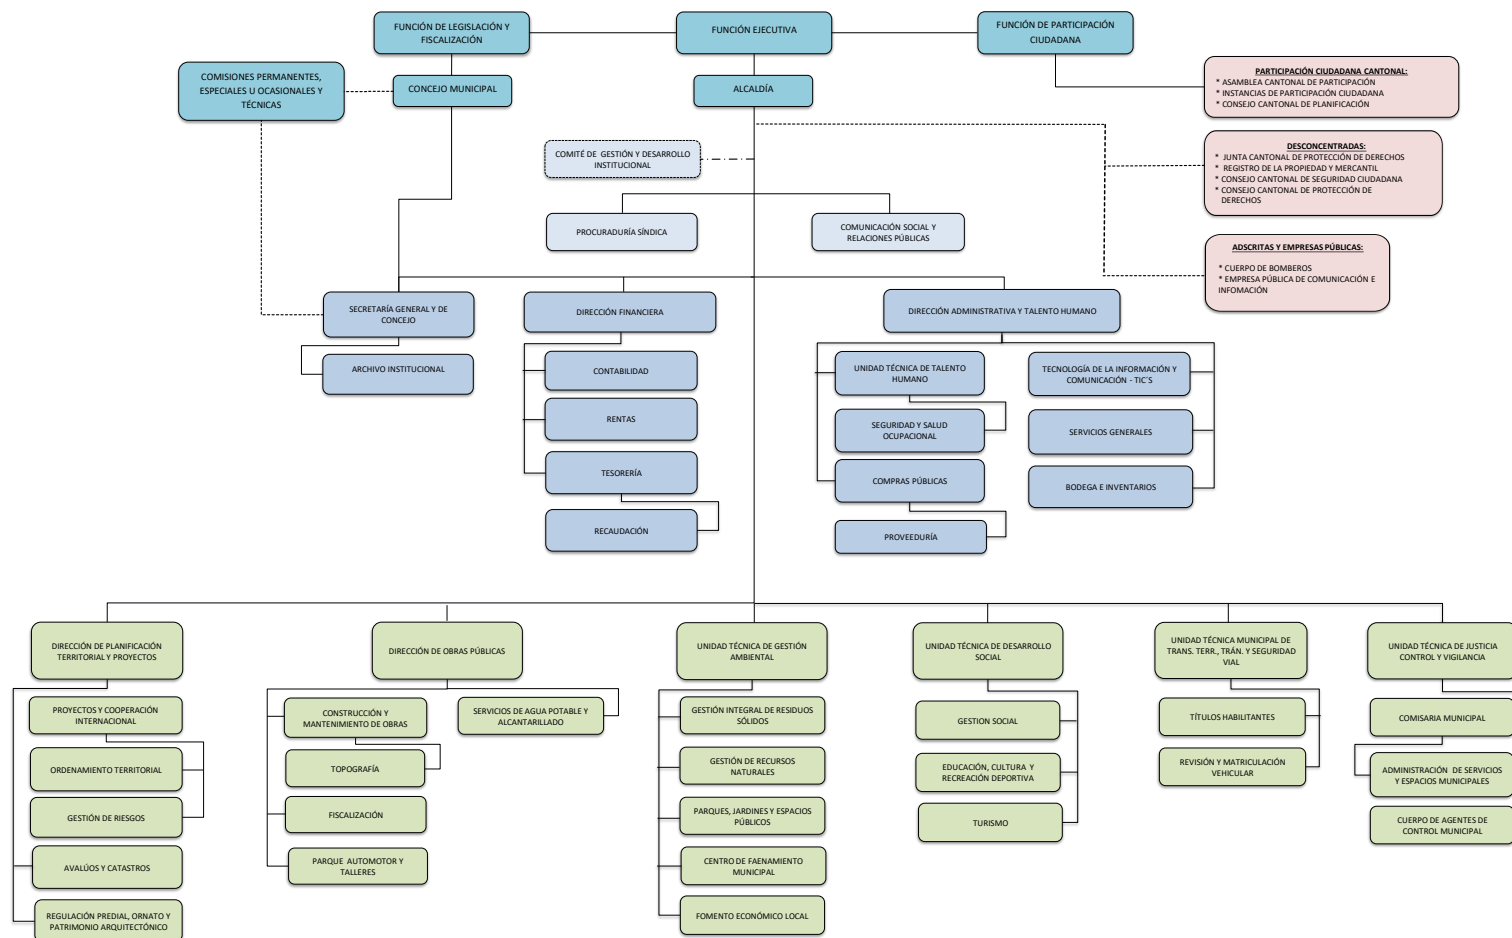 FUNCIÓN DE LEGISLACIÓN Y
FISCALIZACIÓN
FUNCIÓN EJECUTIVA
FUNCIÓN DE PARTICIPACIÓN
CIUDADANA
COMISIONES PERMANENTES,
ESPECIALES U OCASIONALES Y
TÉCNICAS
CONCEJO MUNICIPAL
ALCALDÍA
PARTICIPACIÓN CIUDADANA CANTONAL:
* ASAMBLEA CANTONAL DE PARTICIPACIÓN
* INSTANCIAS DE PARTICIPACIÓN CIUDADANA
* CONSEJO CANTONAL DE PLANIFICACIÓN
COMITÉ DE GESTIÓN Y DESARROLLO
INSTITUCIONAL
DESCONCENTRADAS:
* JUNTA CANTONAL DE PROTECCIÓN DE DERECHOS
* REGISTRO DE LA PROPIEDAD Y MERCANTIL
* CONSEJO CANTONAL DE SEGURIDAD CIUDADANA
* CONSEJO CANTONAL DE PROTECCIÓN DE
DERECHOS
PROCURADURÍA SÍNDICA
COMUNICACIÓN SOCIAL Y
RELACIONES PÚBLICAS
ADSCRITAS Y EMPRESAS PÚBLICAS:
* CUERPO DE BOMBEROS
* EMPRESA PÚBLICA DE COMUNICACIÓN E
INFOMACIÓN
SECRETARÍA GENERAL Y DE
CONCEJO
DIRECCIÓN FINANCIERA
DIRECCIÓN ADMINISTRATIVA Y TALENTO HUMANO
ARCHIVO INSTITUCIONAL
CONTABILIDAD
RENTAS
TESORERÍA
RECAUDACIÓN
UNIDAD TÉCNICA DE TALENTO
HUMANO
SEGURIDAD Y SALUD
OCUPACIONAL
COMPRAS PÚBLICAS
PROVEEDURÍA
TECNOLOGÍA DE LA INFORMACIÓN Y
COMUNICACIÓN - TIC´S
SERVICIOS GENERALES
BODEGA E INVENTARIOS
DIRECCIÓN DE PLANIFICACIÓN
TERRITORIAL Y PROYECTOS
PROYECTOS Y COOPERACIÓN
INTERNACIONAL
ORDENAMIENTO TERRITORIAL
GESTIÓN DE RIESGOS
AVALÚOS Y CATASTROS
REGULACIÓN PREDIAL, ORNATO Y
PATRIMONIO ARQUITECTÓNICO
DIRECCIÓN DE OBRAS PÚBLICAS
CONSTRUCCIÓN Y
MANTENIMIENTO DE OBRAS
TOPOGRAFÍA
FISCALIZACIÓN
PARQUE AUTOMOTOR Y
TALLERES
SERVICIOS DE AGUA POTABLE Y
ALCANTARILLADO
UNIDAD TÉCNICA DE GESTIÓN
AMBIENTAL
GESTIÓN INTEGRAL DE RESIDUOS
SÓLIDOS
GESTIÓN DE RECURSOS
NATURALES
PARQUES, JARDINES Y ESPACIOS
PÚBLICOS
CENTRO DE FAENAMIENTO
MUNICIPAL
FOMENTO ECONÓMICO LOCAL
UNIDAD TÉCNICA DE DESARROLLO
SOCIAL
GESTION SOCIAL
EDUCACIÓN, CULTURA Y
RECREACIÓN DEPORTIVA
TURISMO
UNIDAD TÉCNICA MUNICIPAL DE
TRANS. TERR., TRÁN. Y SEGURIDAD
VIAL
TÍTULOS HABILITANTES
REVISIÓN Y MATRICULACIÓN
VEHICULAR
UNIDAD TÉCNICA DE JUSTICIA
CONTROL Y VIGILANCIA
COMISARIA MUNICIPAL
ADMINISTRACIÓN DE SERVICIOS
Y ESPACIOS MUNICIPALES
CUERPO DE AGENTES DE
CONTROL MUNICIPAL